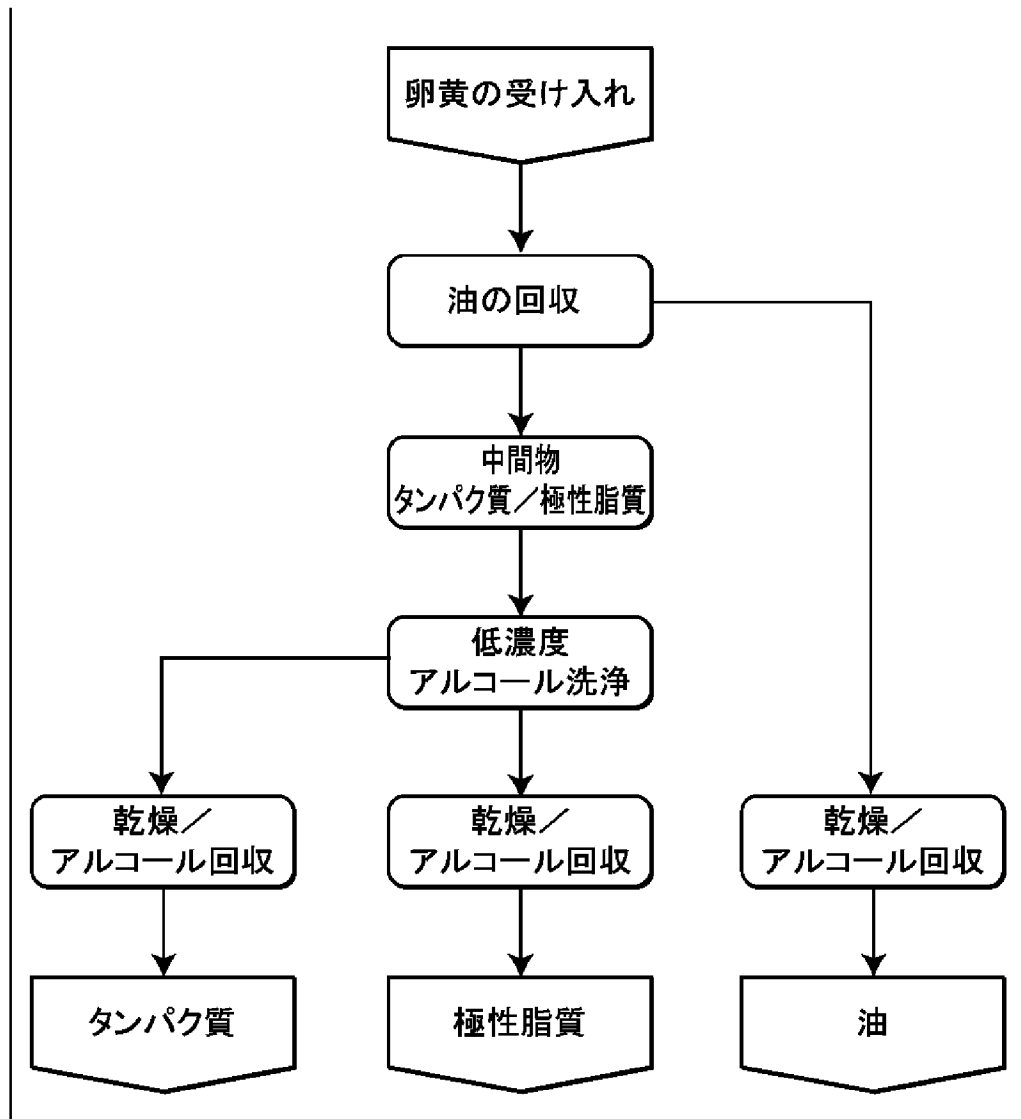 卵黄の受け入れ
油の回収
中間物
タンパク質／極性脂質
低濃度
アルコール洗浄
乾燥／
アルコール回収
乾燥／
アルコール回収
乾燥／
アルコール回収
タンパク質
極性脂質
油